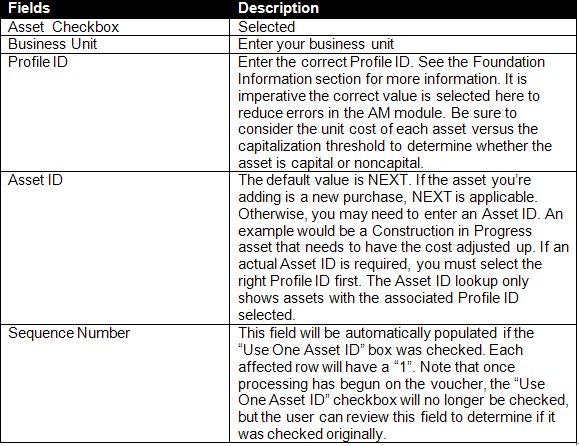 Fields Description
Asset Checkbox Selected
Business Unit Enter your business unit
Profile ID Enter the correct Profile ID. See the Foundation
Information section for more information. It is
imperative the correct value is selected here to
reduce errors in the AM module. Be sure to
consider the unit cost of each asset versus the
capitalization threshold to determine whether the
asset is capital or noncapital.
Asset ID The default value is NEXT. If the asset you’re
adding is a new purchase, NEXT is applicable.
Otherwise, you may need to enter an Asset ID. An
example would be a Construction in Progress
asset that needs to have the cost adjusted up. If an
actual Asset ID is required, you must select the
right Profile ID first. The Asset ID lookup only
shows assets with the associated Profile ID
selected.
Sequence Number This field will be automatically populated if the
“Use One Asset ID” box was checked. Each
affected row will have a “1”. Note that once
processing has begun on the voucher, the “Use
One Asset ID” checkbox will no longer be checked,
but the user can review this field to determine if it
was checked originally.